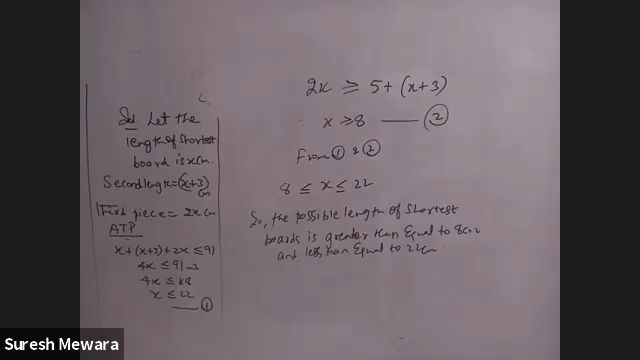 Sol Let the
length of shortest
board is x cm.
Second length = (x+3)
cm
First piece = 2x cm
ATP
x + (x+3) + 2x ≤ 91
4x ≤ 91 - 3
4x ≤ 88
x ≤ 22
①
2x ≥ 5 + (x+3)
x ≥ 8 ②
From ① & ②
8 ≤ x ≤ 22
So, the possible length of shortest
boards is greater than equal to 8cm
and less than equal to 22cm.
Suresh Mewara